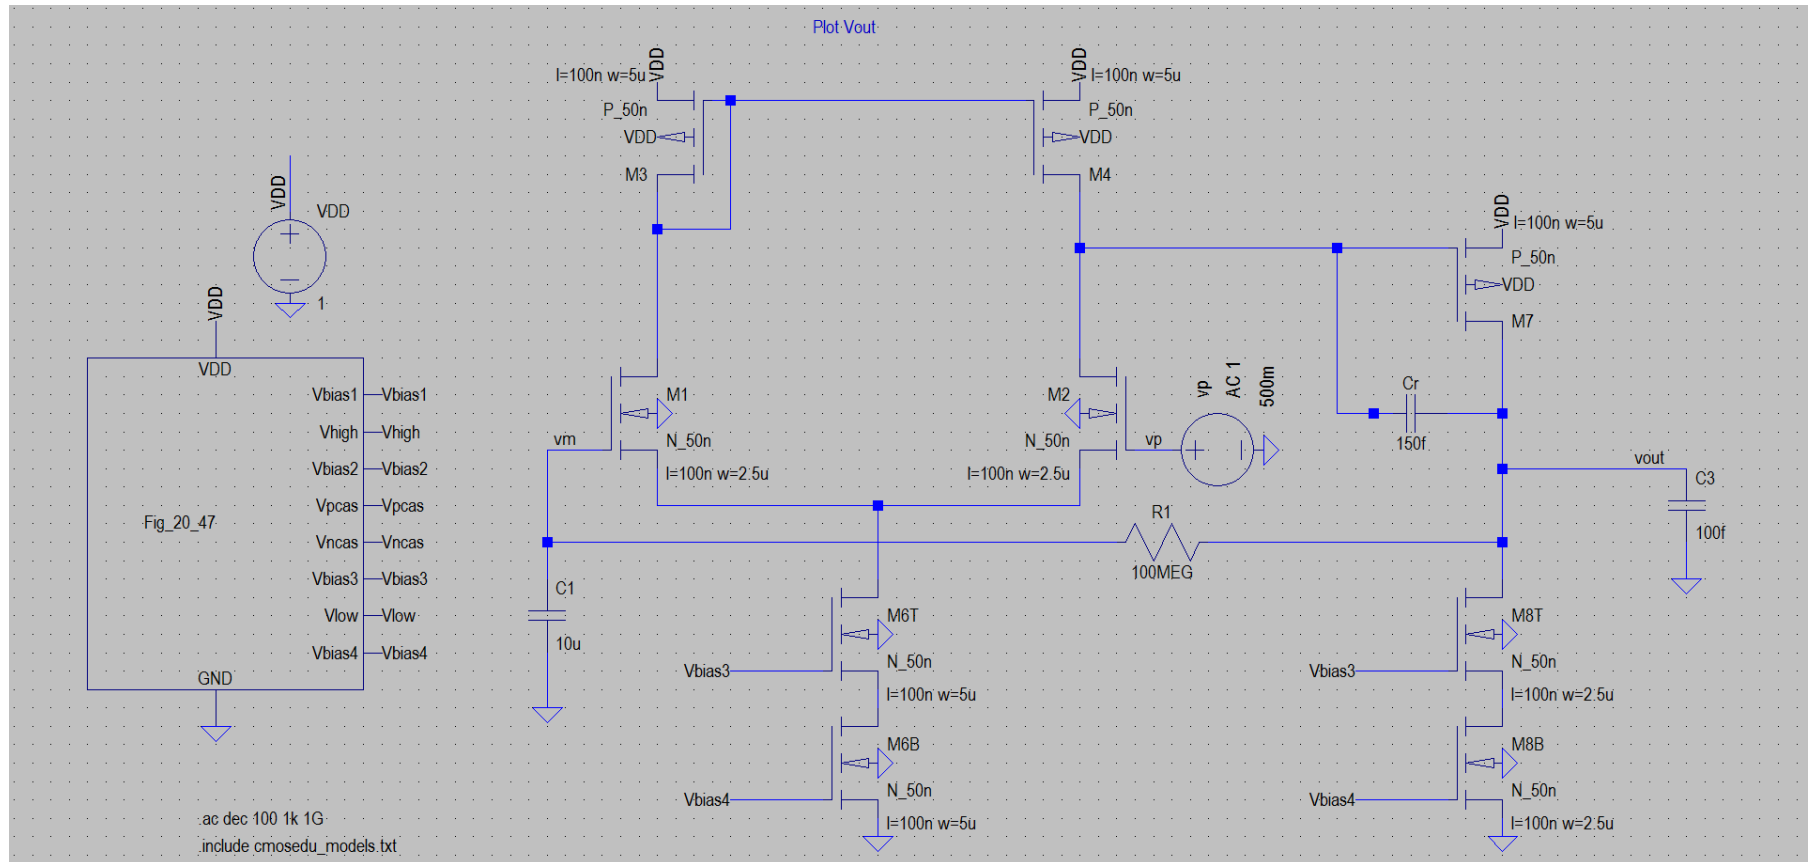 Plot Vout
VDD
l=100n w=5u
P_50n
VDD
M3
VDD
l=100n w=5u
P_50n
VDD
M4
VDD
VDD
1
VDD
l=100n w=5u
P_50n
VDD
M7
VDD
VDD
Vbias1
Vbias1
Vhigh
Vhigh
Vbias2
Vbias2
Vpcas
Vpcas
Fig_20_47
Vncas
Vncas
Vbias3
Vbias3
Vlow
Vlow
Vbias4
Vbias4
GND
M1
vm
N_50n
l=100n w=2.5u
M2
N_50n
l=100n w=2.5u
vp
vp
AC 1
500m
Cr
150f
vout
C3
100f
R1
100MEG
C1
10u
M6T
Vbias3
N_50n
l=100n w=5u
M6B
Vbias4
N_50n
l=100n w=5u
M8T
Vbias3
N_50n
l=100n w=2.5u
M8B
Vbias4
N_50n
l=100n w=2.5u
.ac dec 100 1k 1G
.include cmosedu_models.txt